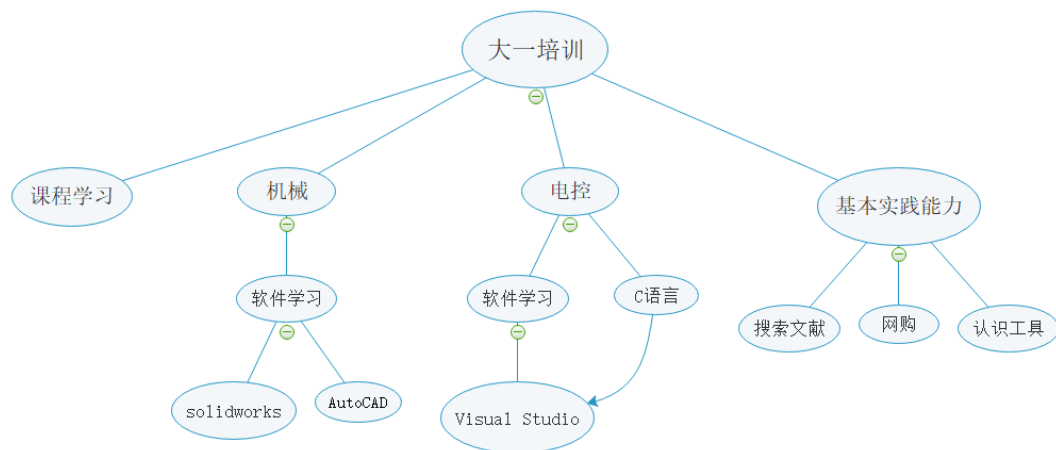 大一培训
课程学习
机械
电控
基本实践能力
软件学习
软件学习
C语言
搜索文献
网购
认识工具
solidworks
AutoCAD
Visual Studio